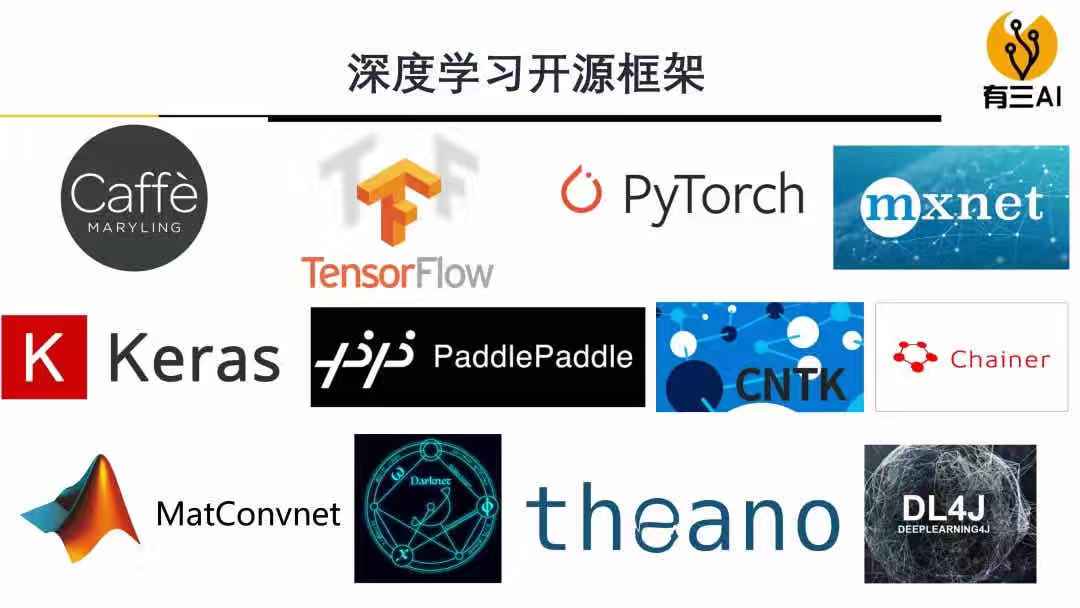 深度学习开源框架
有三AI
Caffè
MARYLING
TensorFlow
PyTorch
mxnet
K Keras
PaddlePaddle
CNTK
Chainer
MatConvnet
Darknet
theano
DL4J
DEEPLEARNING4J